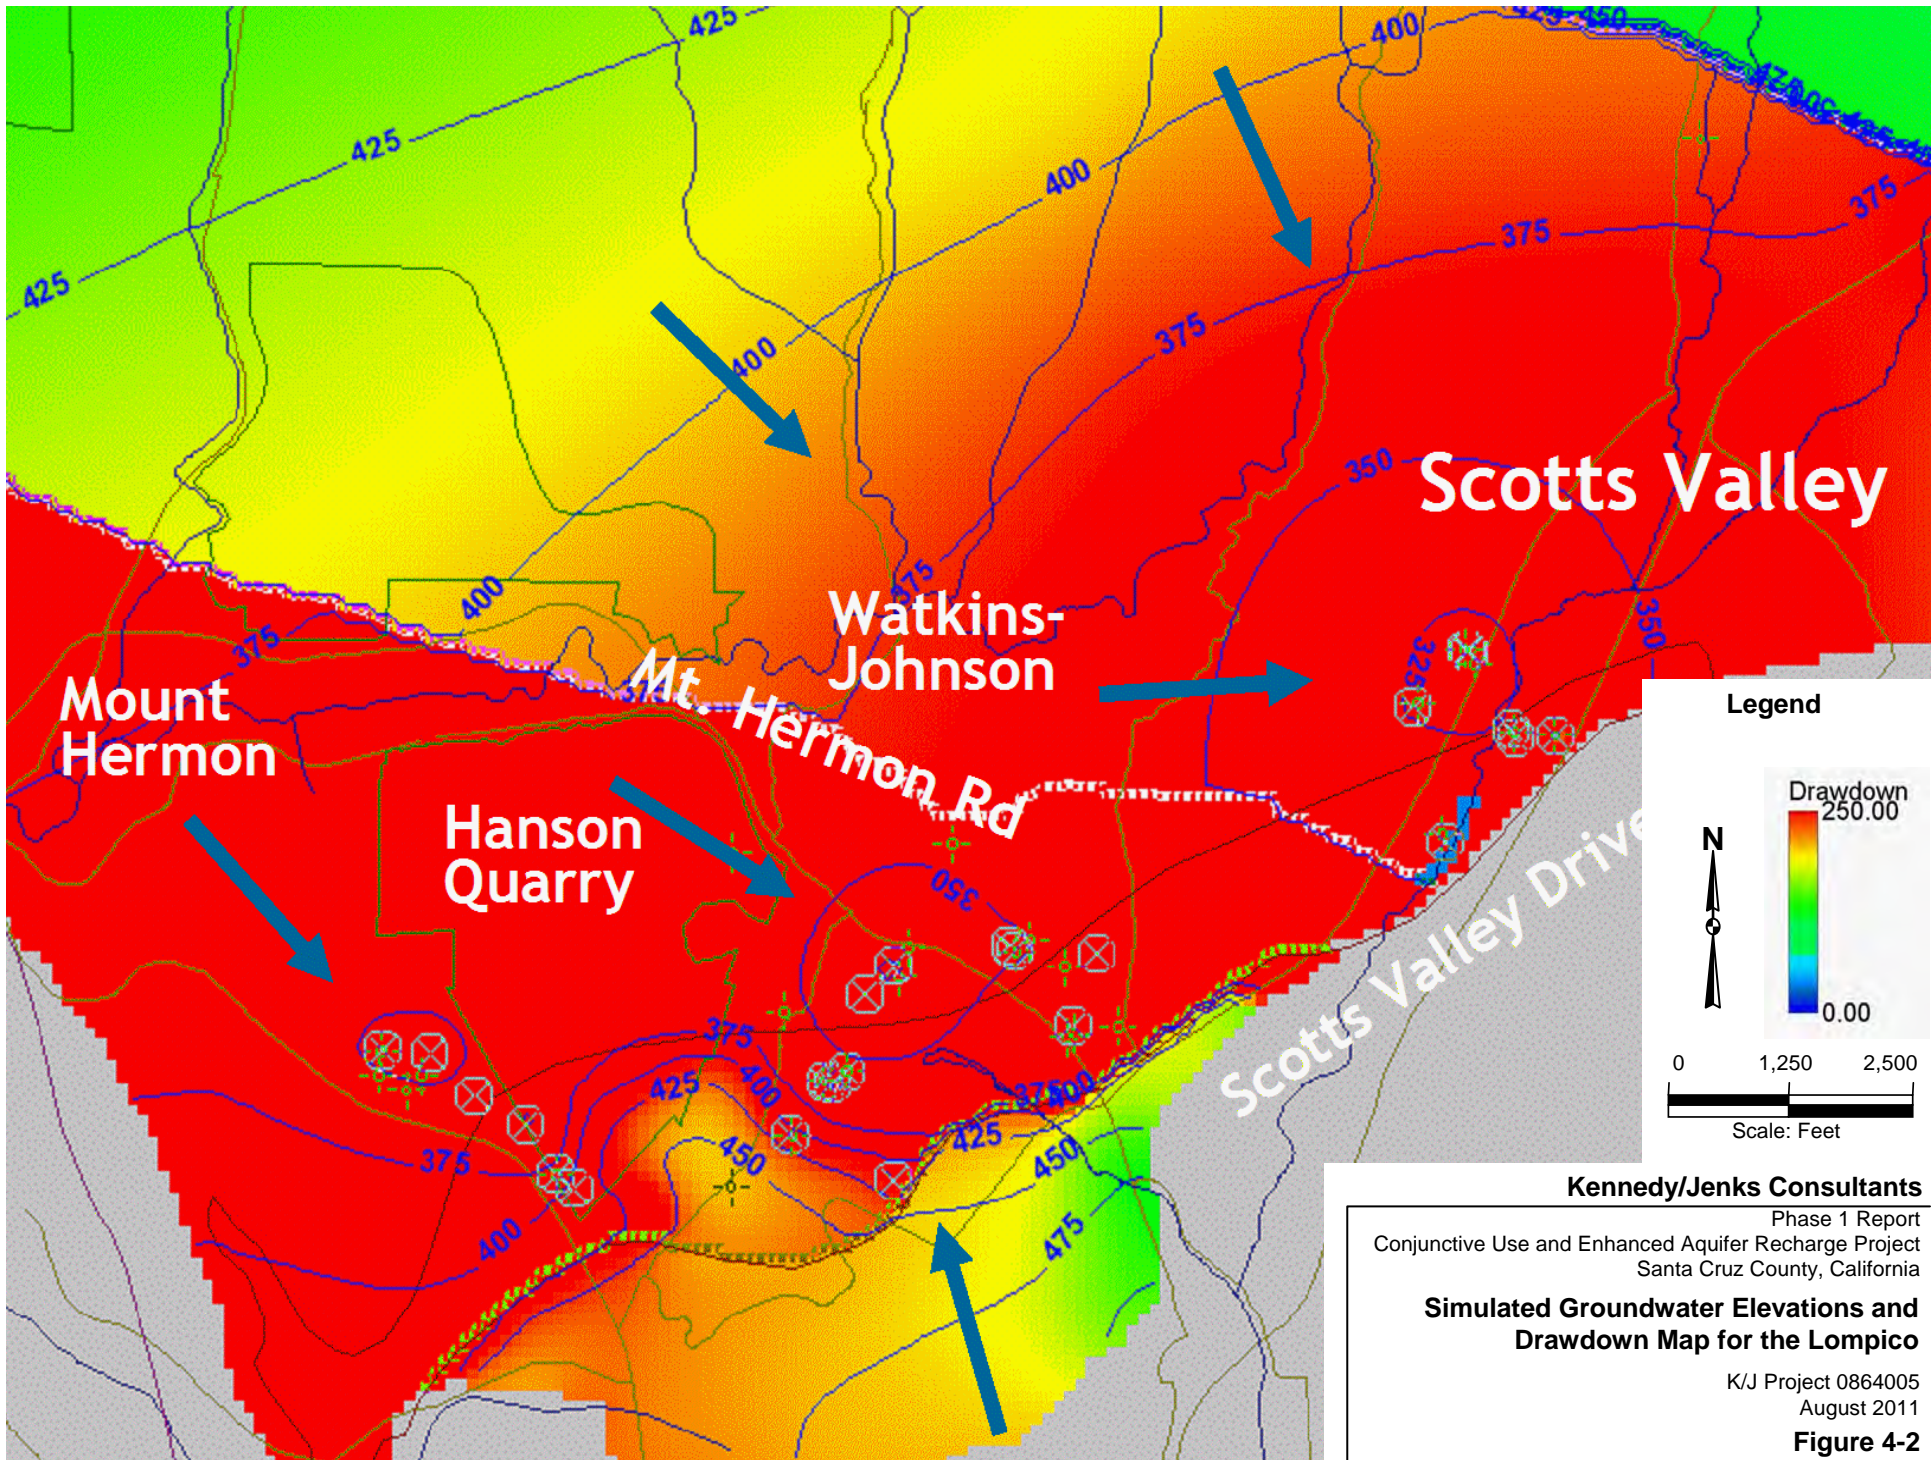 425
450
400
425
400
375
375
425
375
400
350
Scotts Valley
375
400
Watkins-
Johnson
350
325
375
Mt. Hermon Rd
Mount
Hermon
Hanson
Quarry
350
Scotts Valley Drive
375
400
425
375
400
425
450
450
375
400
475
Legend
Drawdown
250.00
0.00
N
0 1,250 2,500
Scale: Feet
Kennedy/Jenks Consultants
Phase 1 Report
Conjunctive Use and Enhanced Aquifer Recharge Project
Santa Cruz County, California
Simulated Groundwater Elevations and
Drawdown Map for the Lompico
K/J Project 0864005
August 2011
Figure 4-2